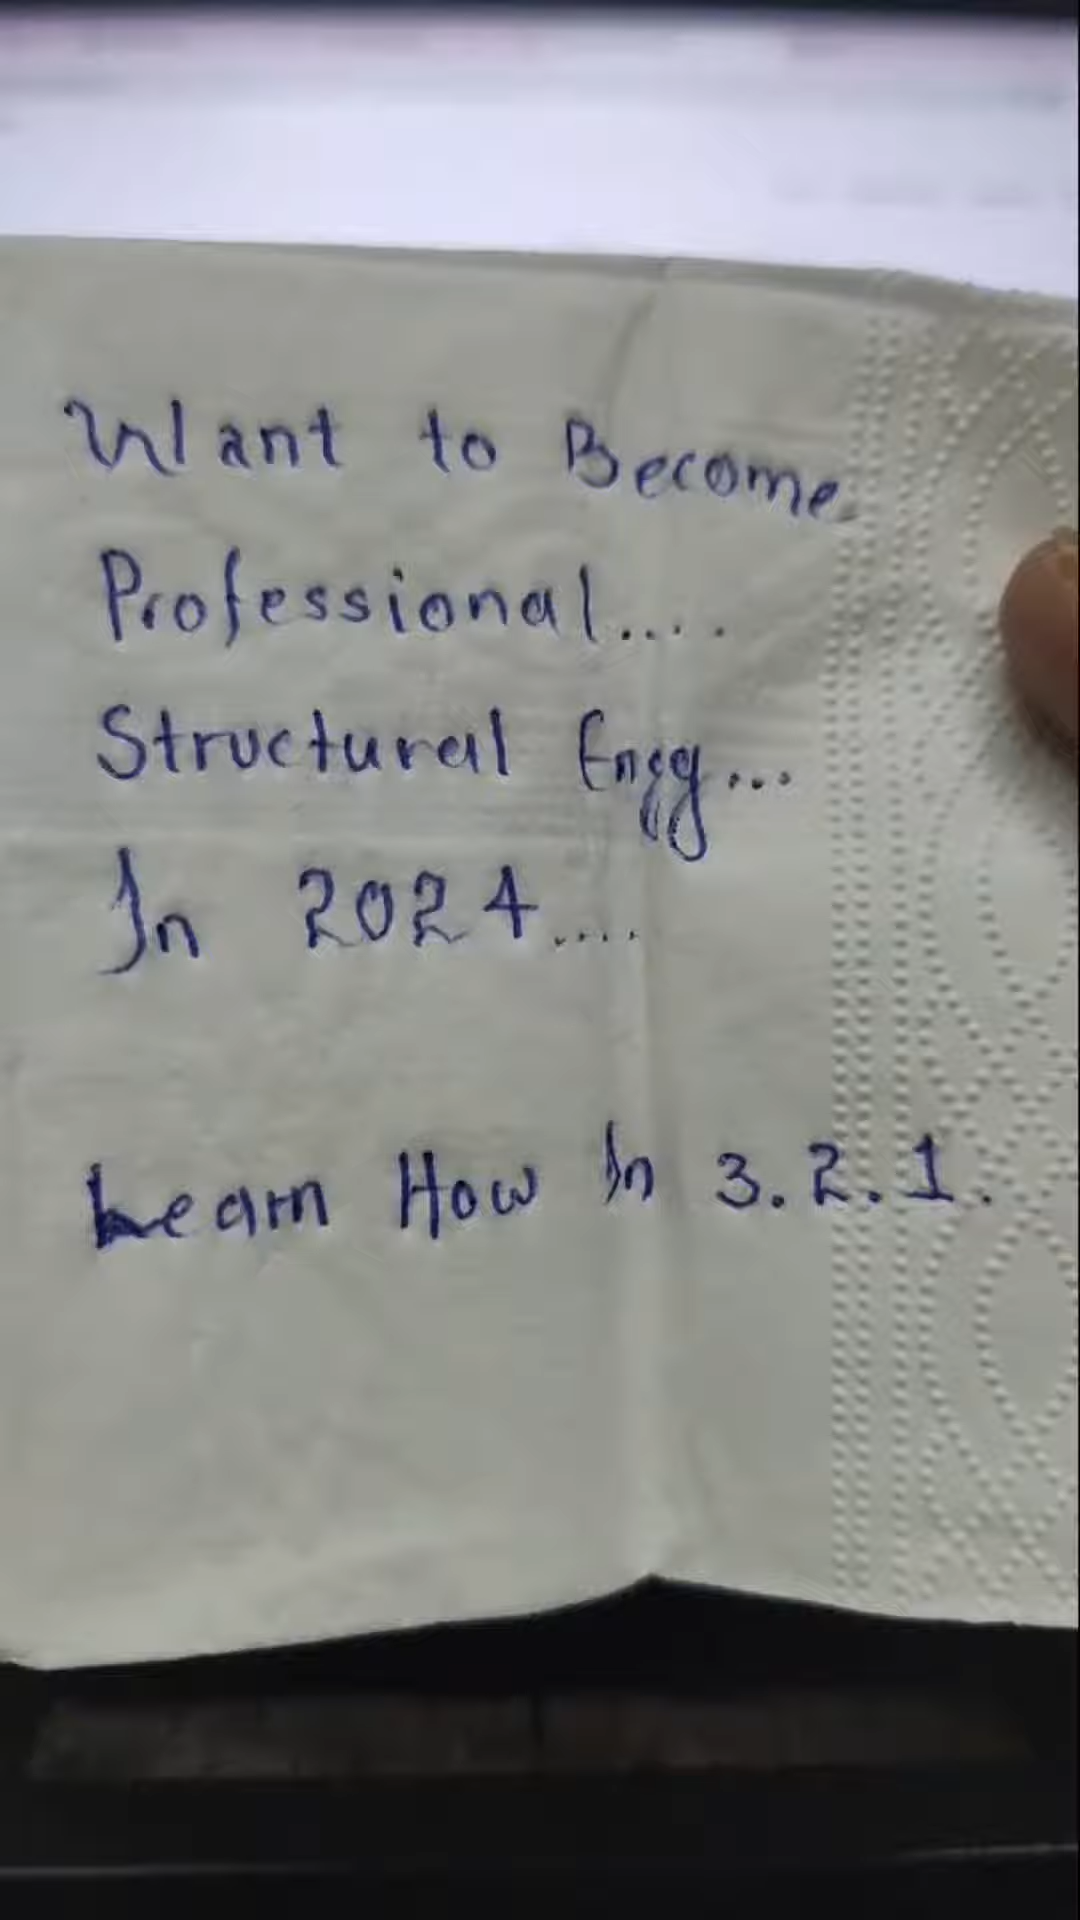 Want to Become
Professional....
Structural Engg...
In 2024....
Learn How In 3.2.1.